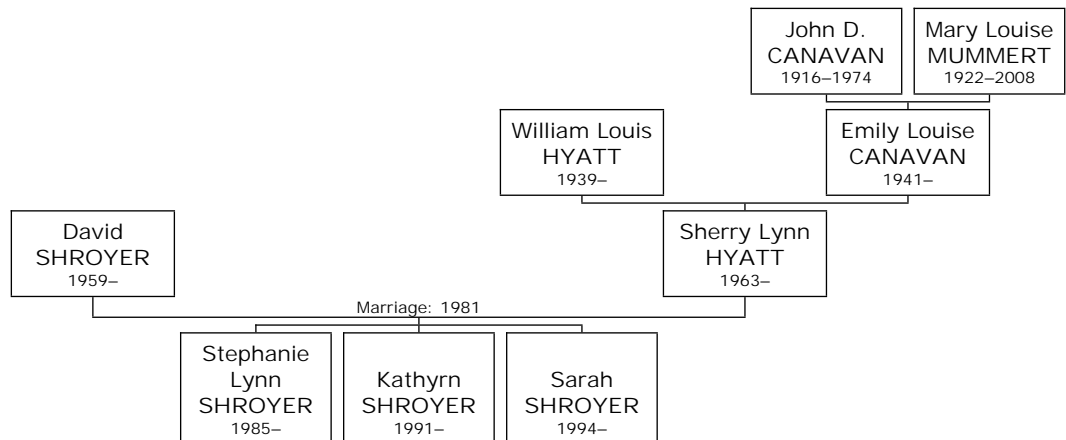 John D.
CANAVAN
1916–1974
Mary Louise
MUMMERT
1922–2008
William Louis
HYATT
1939–
Emily Louise
CANAVAN
1941–
David
SHROYER
1959–
Sherry Lynn
HYATT
1963–
Marriage: 1981
Stephanie
Lynn
SHROYER
1985–
Kathyrn
SHROYER
1991–
Sarah
SHROYER
1994–